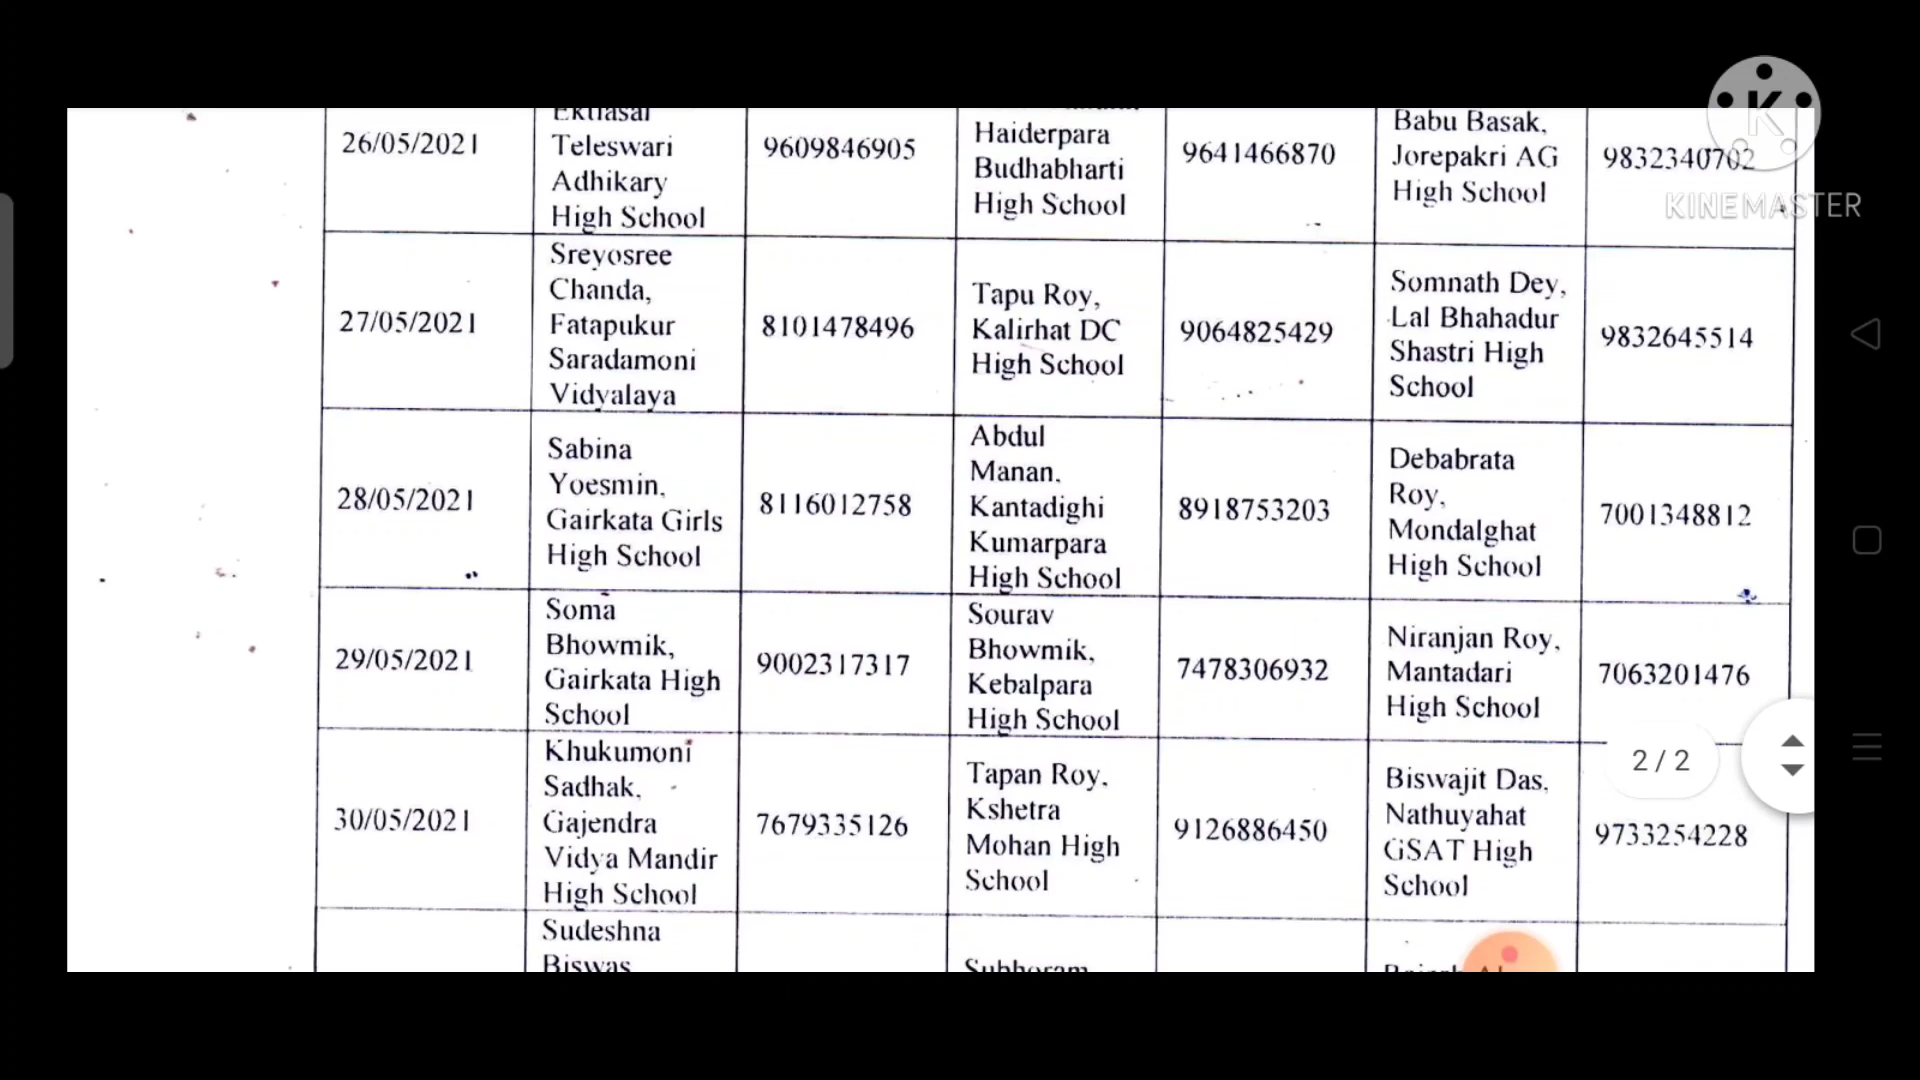 26/05/2021
Teleswari
Adhikary
High School
9609846905
Haiderpara
Budhabharti
High School
9641466870
Babu Basak,
Jorepakri AG
High School
9832340702
KINEMASTER
27/05/2021
Sreyosree
Chanda,
Fatapukur
Saradamoni
Vidyalaya
8101478496
Tapu Roy,
Kalirhat DC
High School
9064825429
Somnath Dey,
Lal Bhahadur
Shastri High
School
9832645514
28/05/2021
Sabina
Yoesmin,
Gairkata Girls
High School
8116012758
Abdul
Manan,
Kantadighi
Kumarpara
High School
8918753203
Debabrata
Roy,
Mondalghat
High School
7001348812
29/05/2021
Soma
Bhowmik,
Gairkata High
School
9002317317
Sourav
Bhowmik,
Kebalpara
High School
7478306932
Niranjan Roy,
Mantadari
High School
7063201476
30/05/2021
Khukumoni
Sadhak,
Gajendra
Vidya Mandir
High School
7679335126
Tapan Roy,
Kshetra
Mohan High
School
9126886450
Biswajit Das,
Nathuyahat
GSAT High
School
9733254228
2 / 2
Sudeshna
Biswas